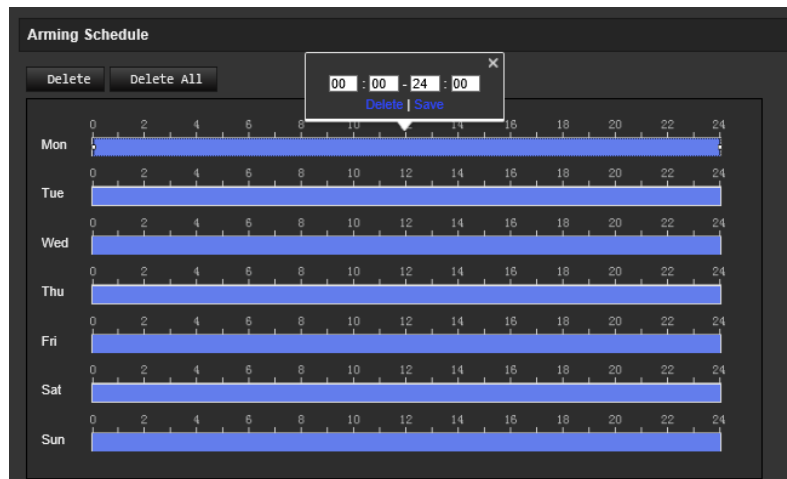 Arming Schedule
Delete Delete All
×
00 : 00 - 24 : 00
Delete | Save
0 2 4 6 8 10 12 14 16 18 20 22 24
Mon
0 2 4 6 8 10 12 14 16 18 20 22 24
Tue
0 2 4 6 8 10 12 14 16 18 20 22 24
Wed
0 2 4 6 8 10 12 14 16 18 20 22 24
Thu
0 2 4 6 8 10 12 14 16 18 20 22 24
Fri
0 2 4 6 8 10 12 14 16 18 20 22 24
Sat
0 2 4 6 8 10 12 14 16 18 20 22 24
Sun